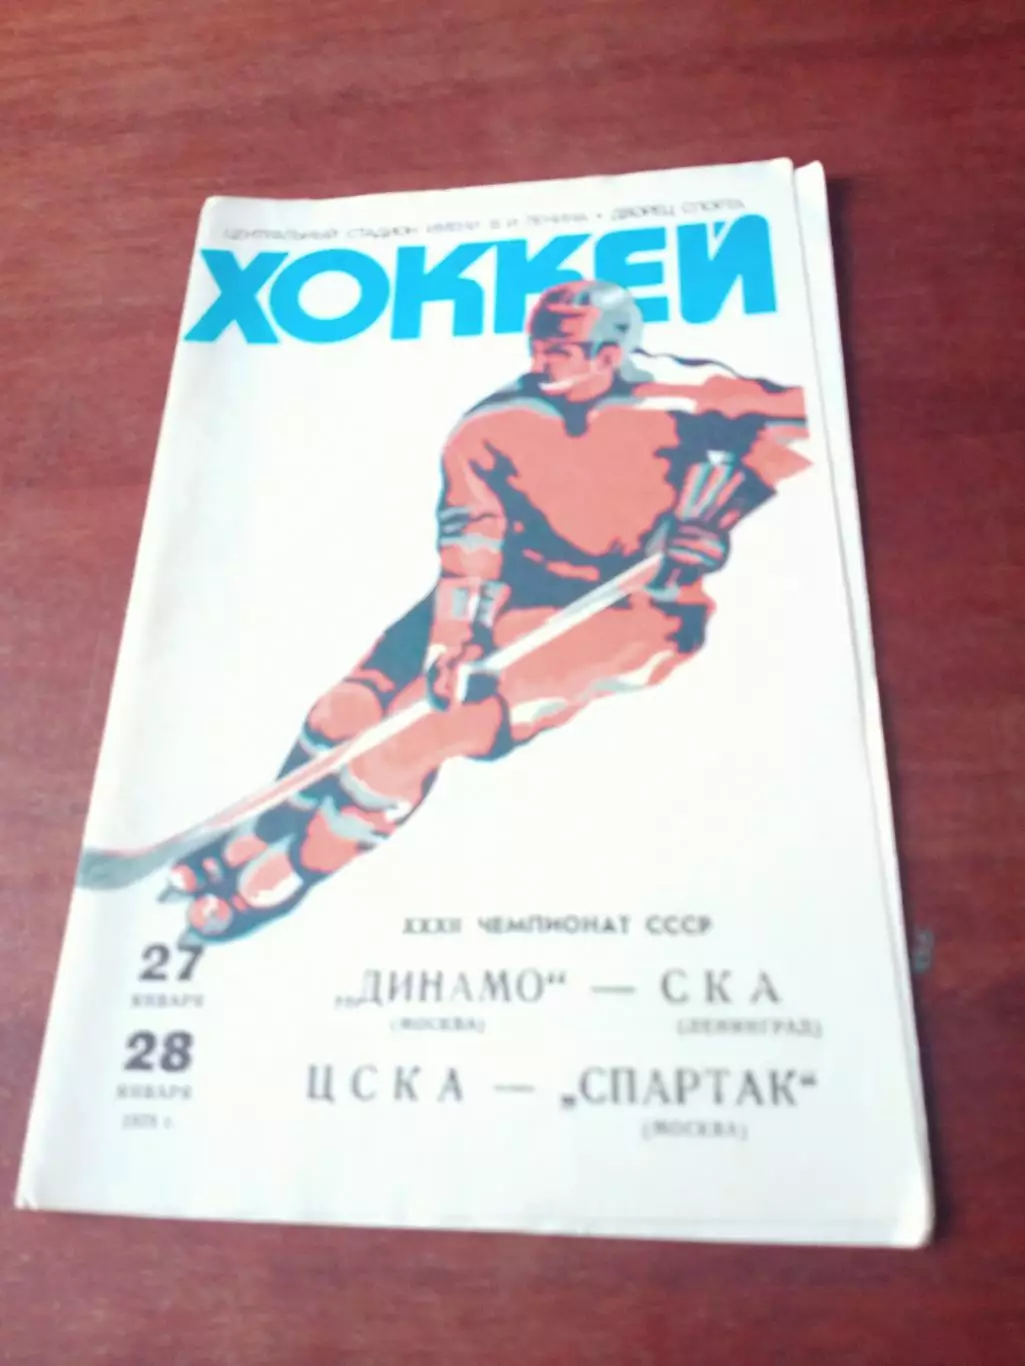 ЦЕНТРАЛЬНЫЙ СТАДИОН ИМЕНИ В.И.ЛЕНИНА • ДВОРЕЦ СПОРТА
ХОККЕЙ
XXXII ЧЕМПИОНАТ СССР
27
ЯНВАРЯ
„ДИНАМО“ — СКА
(МОСКВА) (ЛЕНИНГРАД)
28
ЯНВАРЯ
1978 г.
ЦСКА — „СПАРТАК“
(МОСКВА)